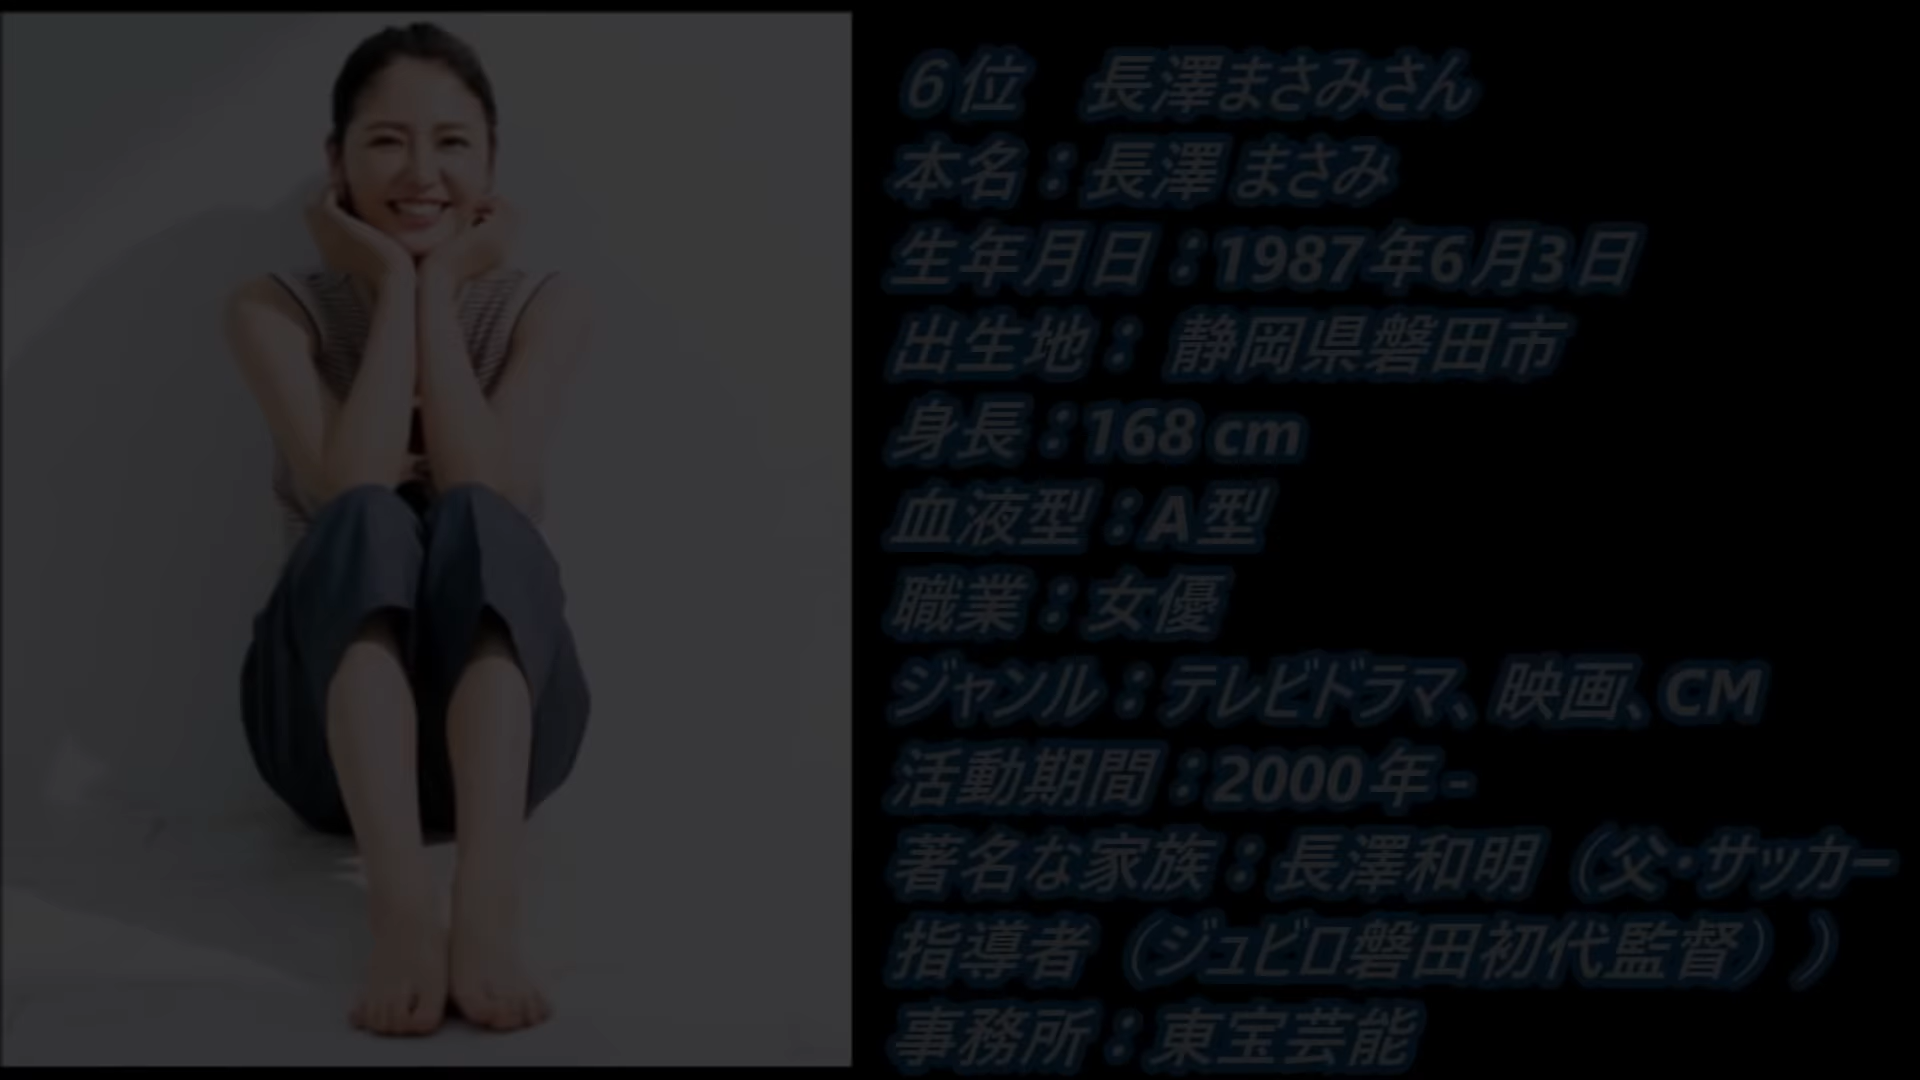 ６位　長澤まさみさん
本名：長澤 まさみ
生年月日：1987年6月3日
出生地： 静岡県磐田市
身長：168 cm
血液型：A型
職業：女優
ジャンル：テレビドラマ、映画、CM
活動期間：2000年 -
著名な家族：長澤和明（父・サッカー
指導者（ジュビロ磐田初代監督））
事務所：東宝芸能